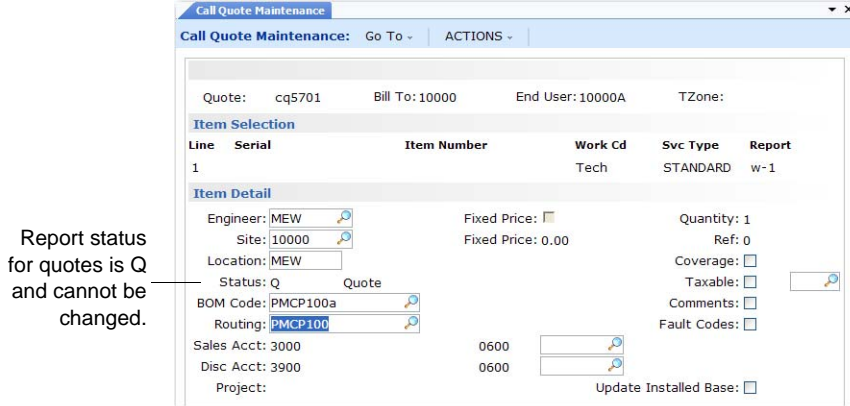 Call Quote Maintenance
Call Quote Maintenance: Go To ACTIONS
Quote: cq5701 Bill To: 10000 End User: 10000A TZone:
Item Selection
Line Serial Item Number Work Cd Svc Type Report
1 Tech STANDARD w-1
Item Detail
Engineer: MEW Fixed Price: Quantity: 1
Site: 10000 Fixed Price: 0.00 Ref: 0
Location: MEW Coverage:
Status: Q Quote Taxable:
BOM Code: PMCP100a Comments:
Routing: PMCP100 Fault Codes:
Sales Acct: 3000 0600
Disc Acct: 3900 0600
Project: Update Installed Base:
Report status
for quotes is Q
and cannot be
changed.